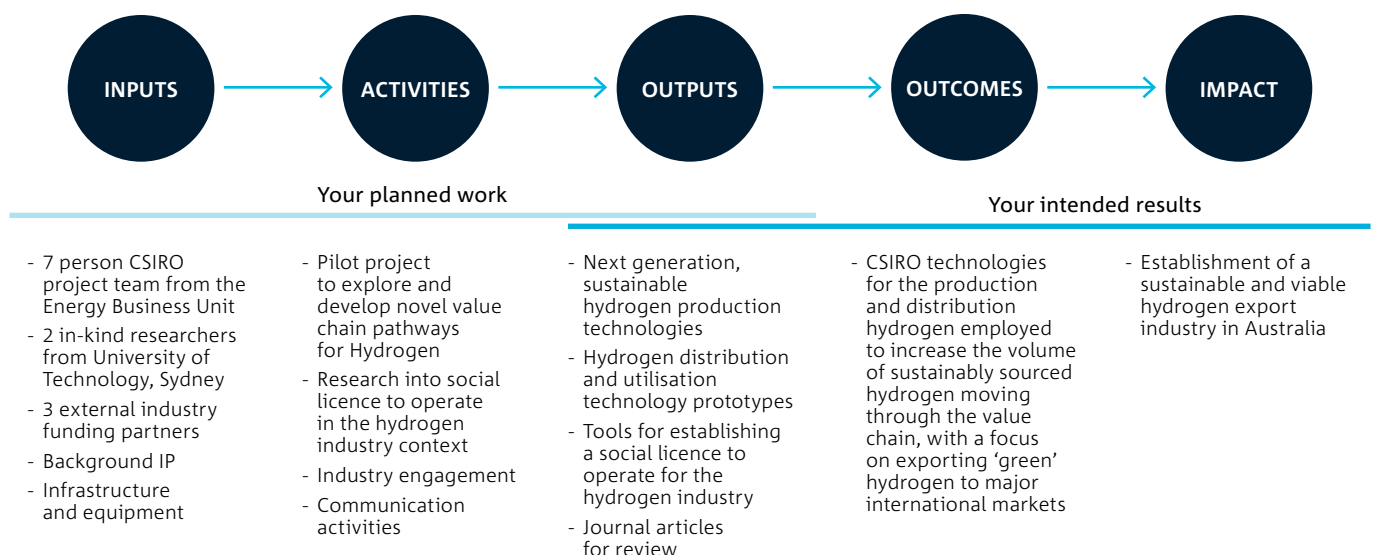 INPUTS
ACTIVITIES
OUTPUTS
OUTCOMES
IMPACT
Your planned work
Your intended results
- 7 person CSIRO
project team from the
Energy Business Unit
- 2 in-kind researchers
from University of
Technology, Sydney
- 3 external industry
funding partners
- Background IP
- Infrastructure
and equipment
- Pilot project
to explore and
develop novel value
chain pathways
for Hydrogen
- Research into social
licence to operate
in the hydrogen
industry context
- Industry engagement
- Communication
activities
- Next generation,
sustainable
hydrogen production
technologies
- Hydrogen distribution
and utilisation
technology prototypes
- Tools for establishing
a social licence to
operate for the
hydrogen industry
- Journal articles
for review
- CSIRO technologies
for the production
and distribution
hydrogen employed
to increase the volume
of sustainably sourced
hydrogen moving
through the value
chain, with a focus
on exporting ‘green’
hydrogen to major
international markets
- Establishment of a
sustainable and viable
hydrogen export
industry in Australia